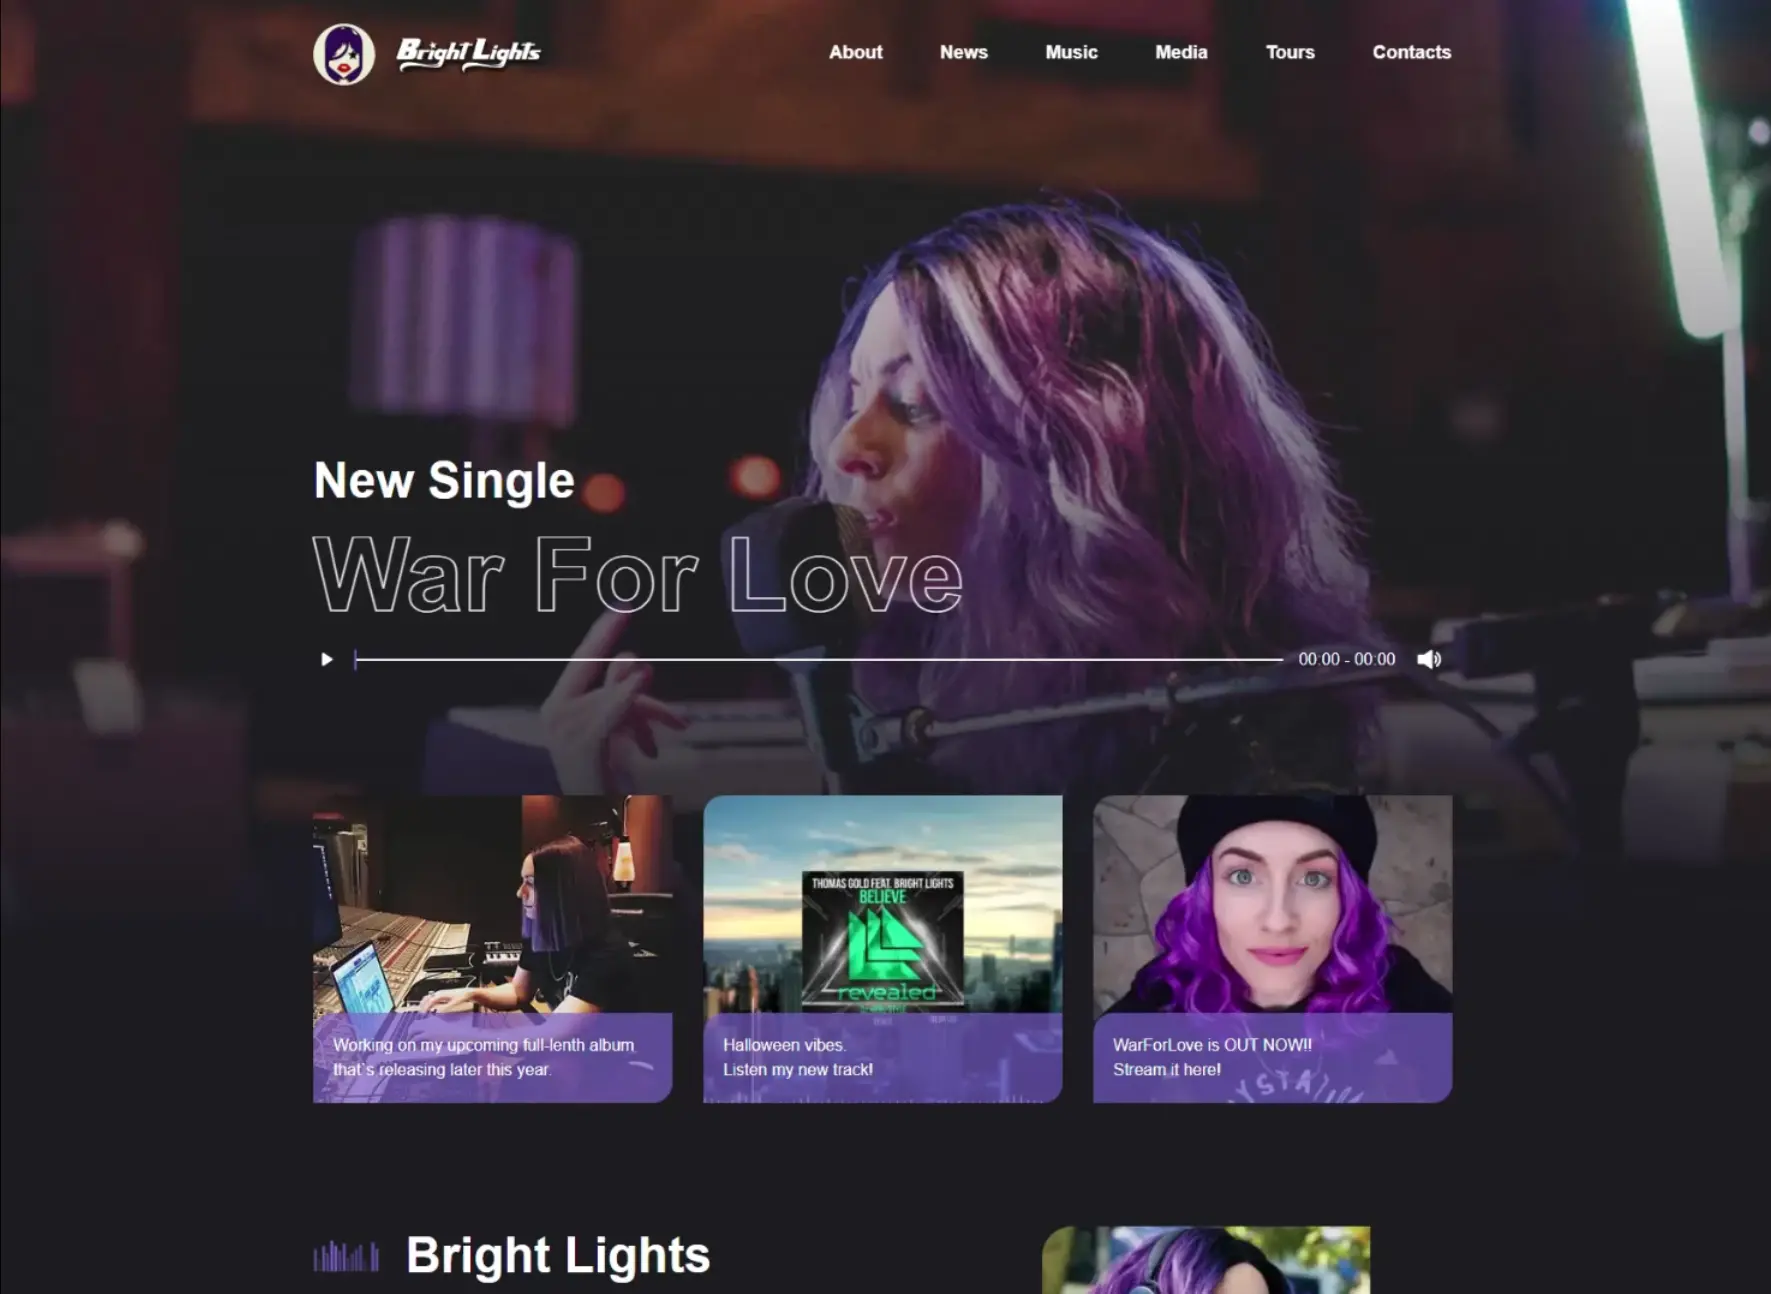 Bright Lights
About News Music Media Tours Contacts
New Single
War For Love
00:00 - 00:00
THOMAS GOLD FEAT. BRIGHT LIGHTS
BELIEVE
revealed
Working on my upcoming full-lenth album
that`s releasing later this year.
Halloween vibes.
Listen my new track!
WarForLove is OUT NOW!!
Stream it here!
Bright Lights